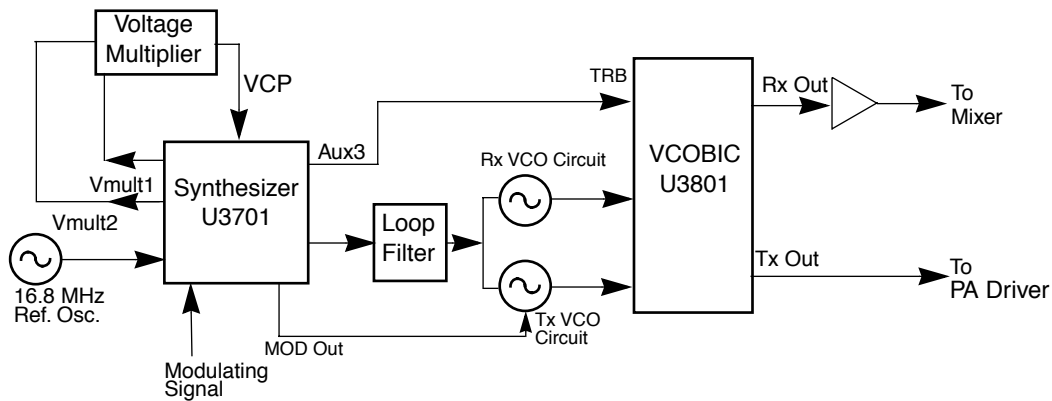 Voltage
Multiplier
VCP
TRB
Rx Out
To
Mixer
Aux3
Rx VCO Circuit
VCOBIC
U3801
Vmult1
Synthesizer
U3701
Loop
Filter
Vmult2
16.8 MHz
Ref. Osc.
Tx Out
To
PA Driver
Tx VCO
Circuit
MOD Out
Modulating
Signal